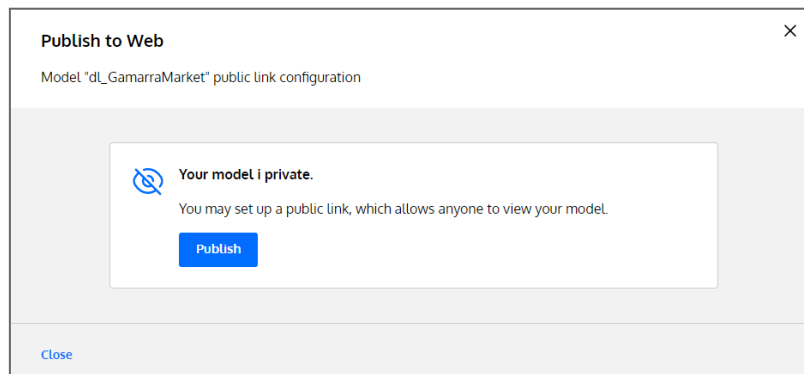 Publish to Web
Model "dl_GamarraMarket" public link configuration
Your model i private.
You may set up a public link, which allows anyone to view your model.
Publish
Close